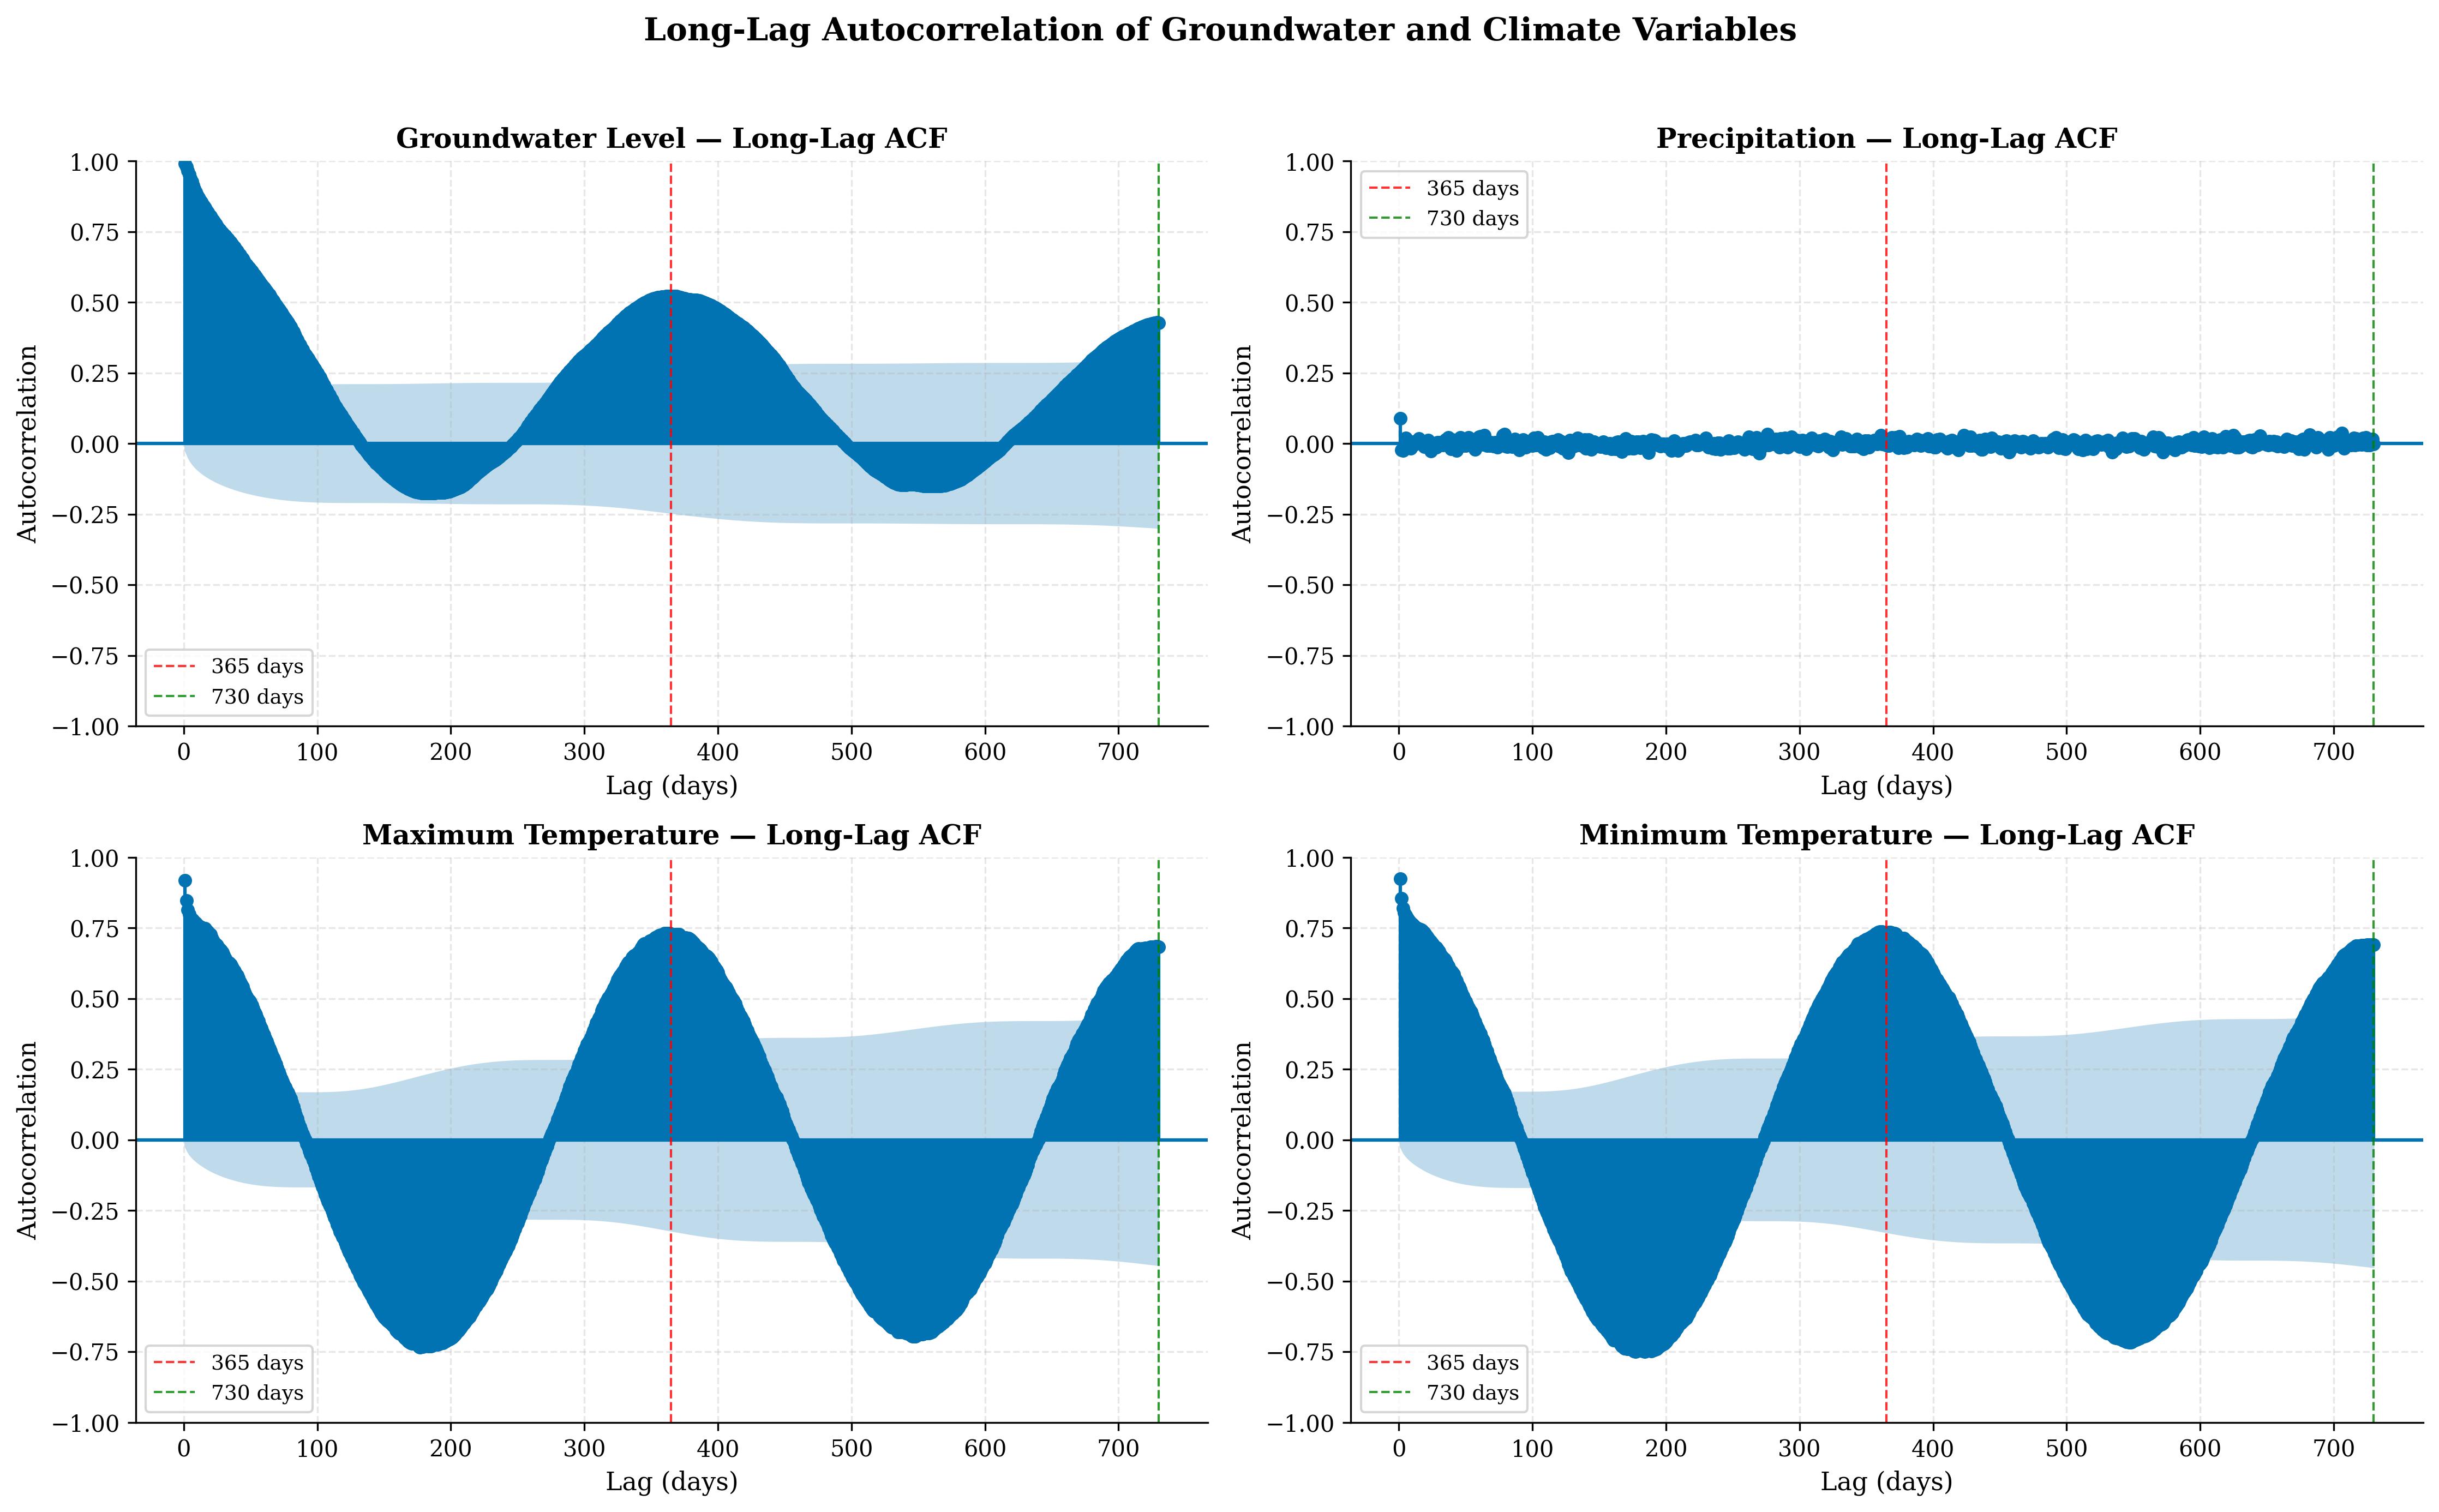 Long-Lag Autocorrelation of Groundwater and Climate Variables
Groundwater Level — Long-Lag ACF
1.00
0.75
0.50
0.25
0.00
−0.25
−0.50
−0.75
−1.00
Autocorrelation
365 days
730 days
0 100 200 300 400 500 600 700
Lag (days)
Precipitation — Long-Lag ACF
1.00
0.75
0.50
0.25
0.00
−0.25
−0.50
−0.75
−1.00
Autocorrelation
365 days
730 days
0 100 200 300 400 500 600 700
Lag (days)
Maximum Temperature — Long-Lag ACF
1.00
0.75
0.50
0.25
0.00
−0.25
−0.50
−0.75
−1.00
Autocorrelation
365 days
730 days
0 100 200 300 400 500 600 700
Lag (days)
Minimum Temperature — Long-Lag ACF
1.00
0.75
0.50
0.25
0.00
−0.25
−0.50
−0.75
−1.00
Autocorrelation
365 days
730 days
0 100 200 300 400 500 600 700
Lag (days)